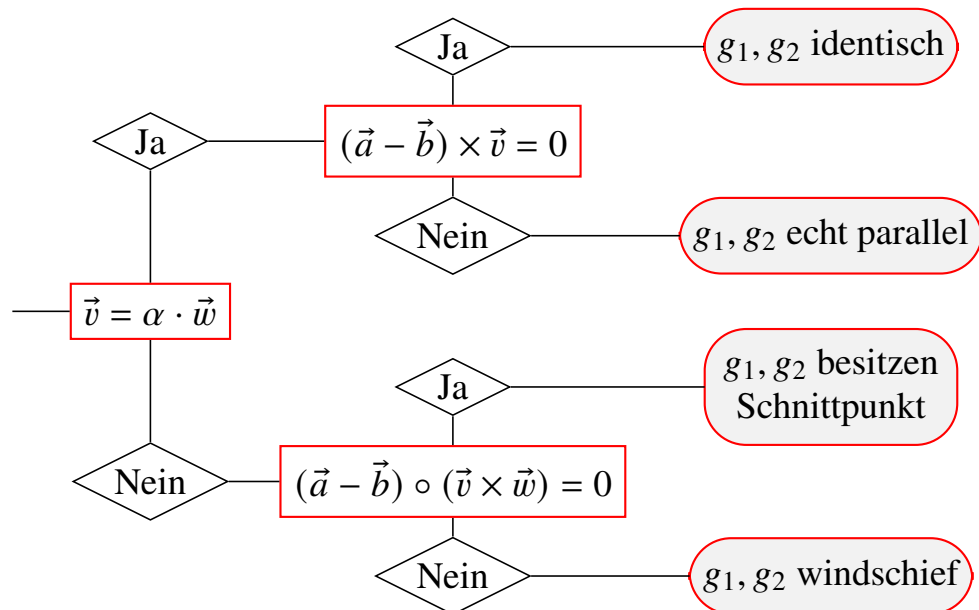 Ja
g₁, g₂ identisch
Ja
(a⃗ − b⃗) × v⃗ = 0
Nein
g₁, g₂ echt parallel
v⃗ = α · w⃗
Ja
g₁, g₂ besitzen
Schnittpunkt
Nein
(a⃗ − b⃗) ∘ (v⃗ × w⃗) = 0
Nein
g₁, g₂ windschief